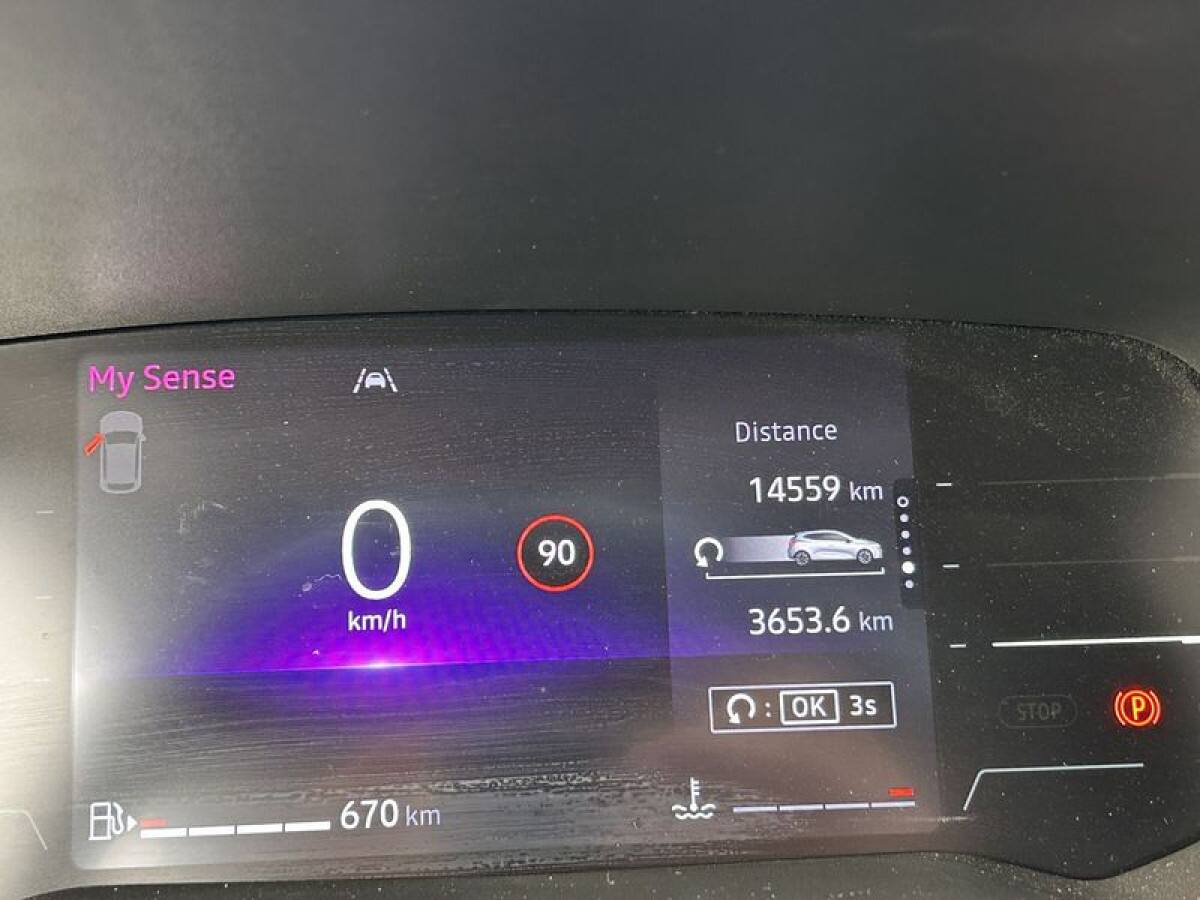 My Sense
Distance
14559 km
0
90
km/h
3653.6 km
: OK 3s
STOP
P
670 km